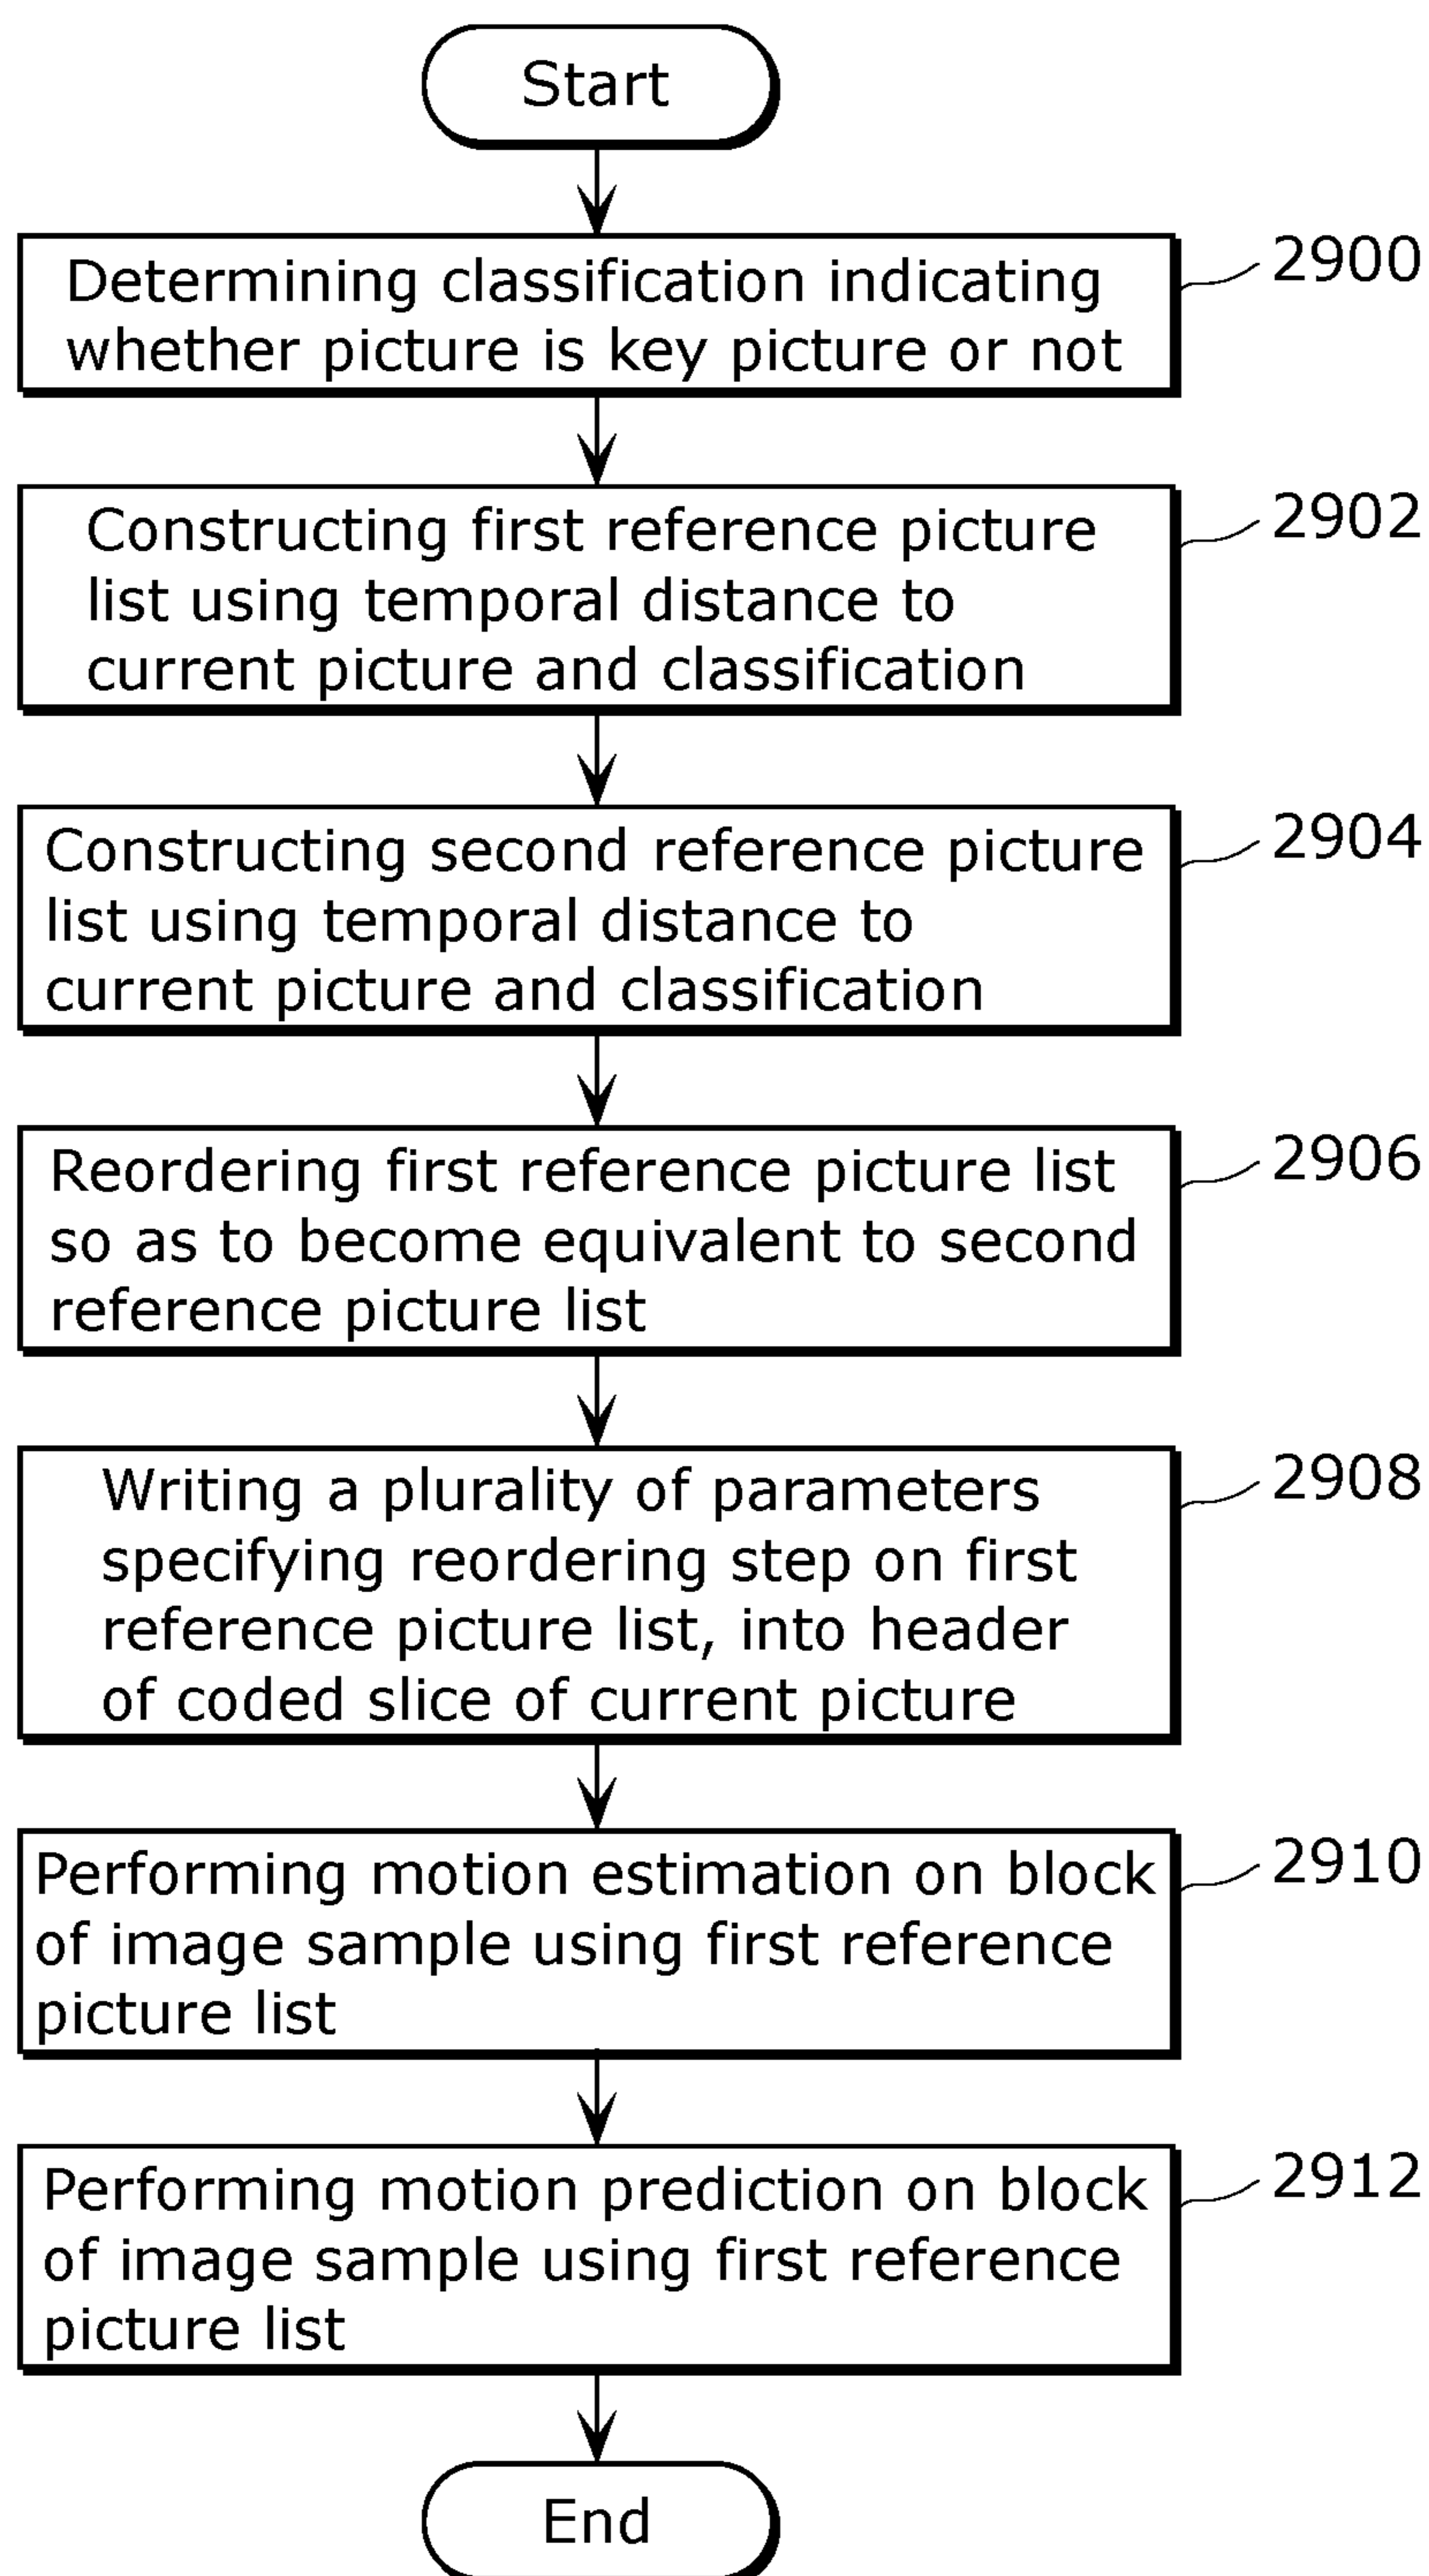 Start
Determining classification indicating
whether picture is key picture or not
2900
Constructing first reference picture
list using temporal distance to
current picture and classification
2902
Constructing second reference picture
list using temporal distance to
current picture and classification
2904
Reordering first reference picture list
so as to become equivalent to second
reference picture list
2906
Writing a plurality of parameters
specifying reordering step on first
reference picture list, into header
of coded slice of current picture
2908
Performing motion estimation on block
of image sample using first reference
picture list
2910
Performing motion prediction on block
of image sample using first reference
picture list
2912
End